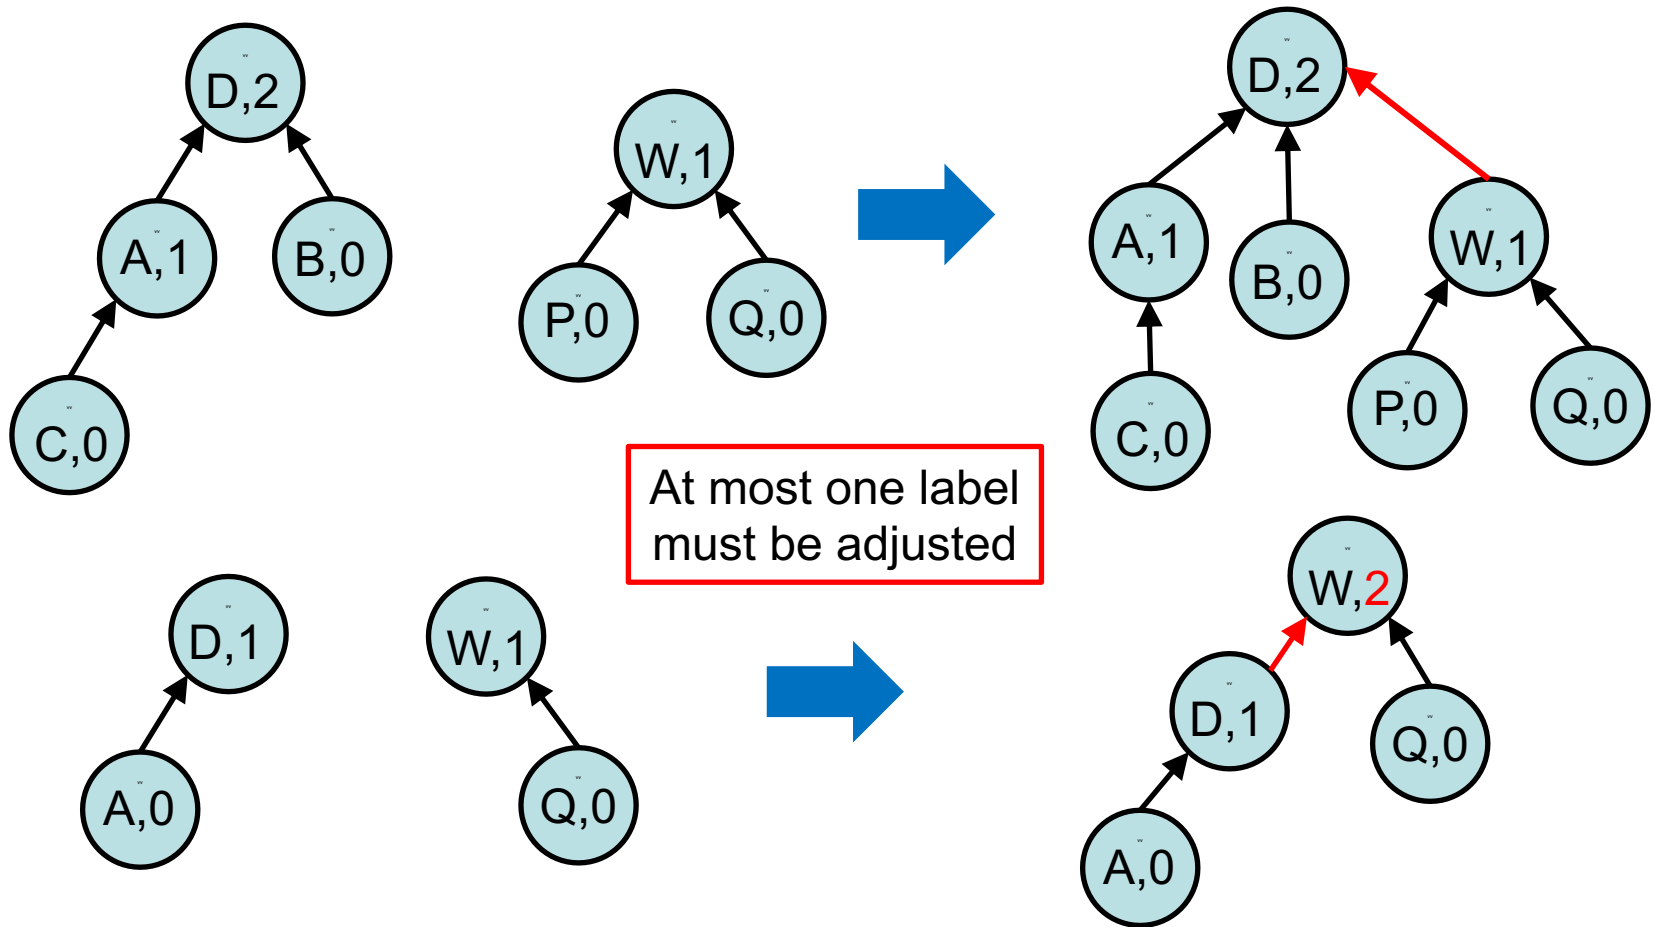 D,2
A,1
B,0
C,0
W,1
P,0
Q,0
D,2
A,1
B,0
W,1
C,0
P,0
Q,0
At most one label
must be adjusted
D,1
A,0
W,1
Q,0
W,2
D,1
Q,0
A,0